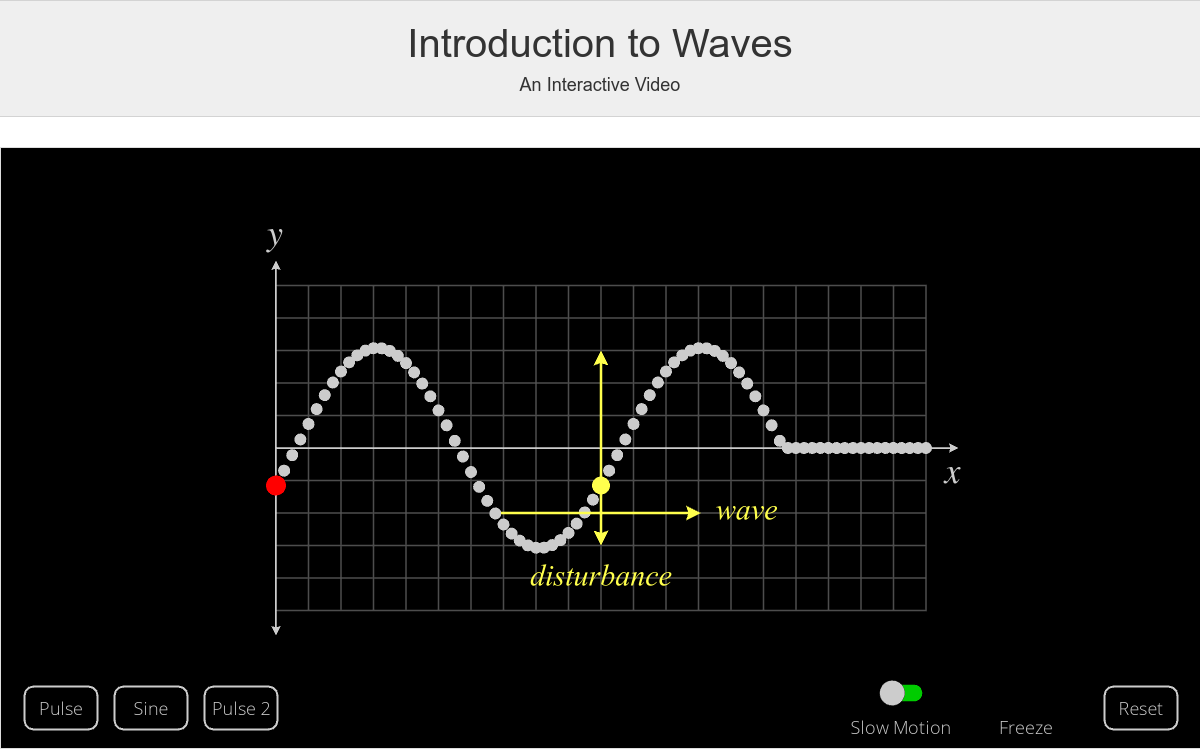 Introduction to Waves
An Interactive Video
y
x
wave
disturbance
Pulse
Sine
Pulse 2
Slow Motion
Freeze
Reset